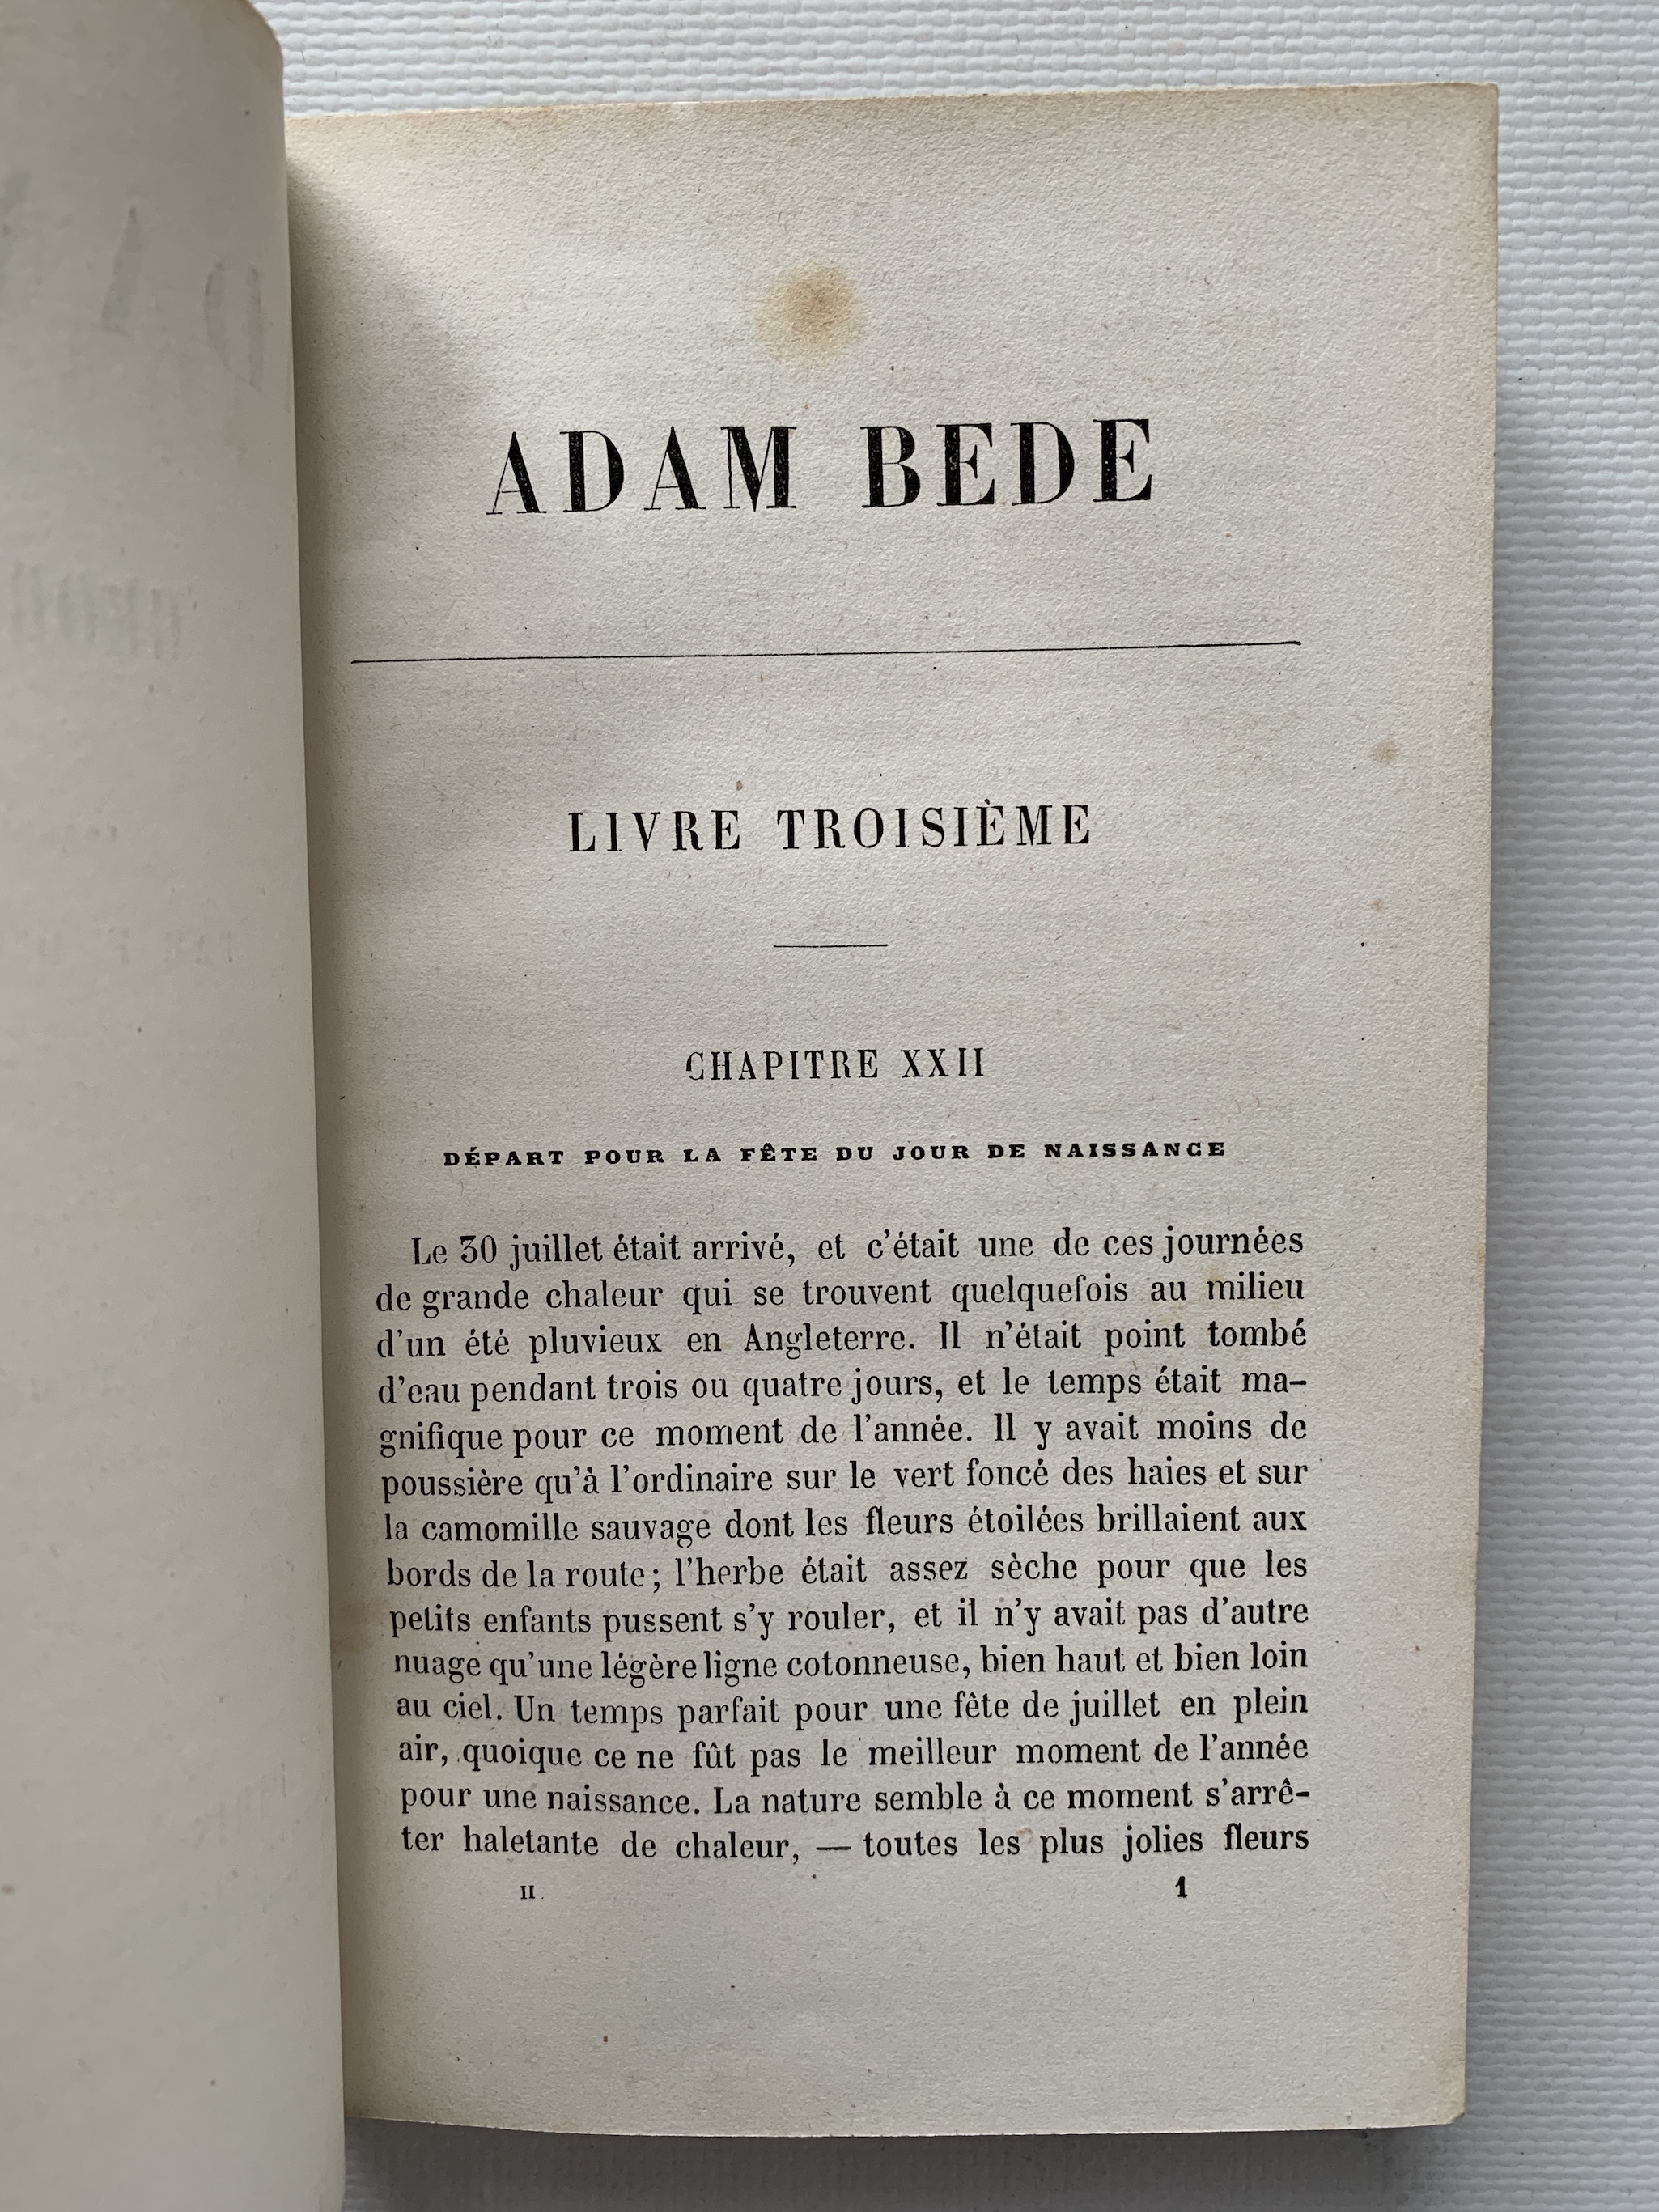 ADAM BEDE
LIVRE TROISIÈME
CHAPITRE XXII
DÉPART POUR LA FÊTE DU JOUR DE NAISSANCE
Le 30 juillet était arrivé, et c'était une de ces journées
de grande chaleur qui se trouvent quelquefois au milieu
d'un été pluvieux en Angleterre. Il n'était point tombé
d'eau pendant trois ou quatre jours, et le temps était ma-
gnifique pour ce moment de l'année. Il y avait moins de
poussière qu'à l'ordinaire sur le vert foncé des haies et sur
la camomille sauvage dont les fleurs étoilées brillaient aux
bords de la route; l'herbe était assez sèche pour que les
petits enfants pussent s'y rouler, et il n'y avait pas d'autre
nuage qu'une légère ligne cotonneuse, bien haut et bien loin
au ciel. Un temps parfait pour une fête de juillet en plein
air, quoique ce ne fût pas le meilleur moment de l'année
pour une naissance. La nature semble à ce moment s'arrê-
ter haletante de chaleur, — toutes les plus jolies fleurs
II. 1